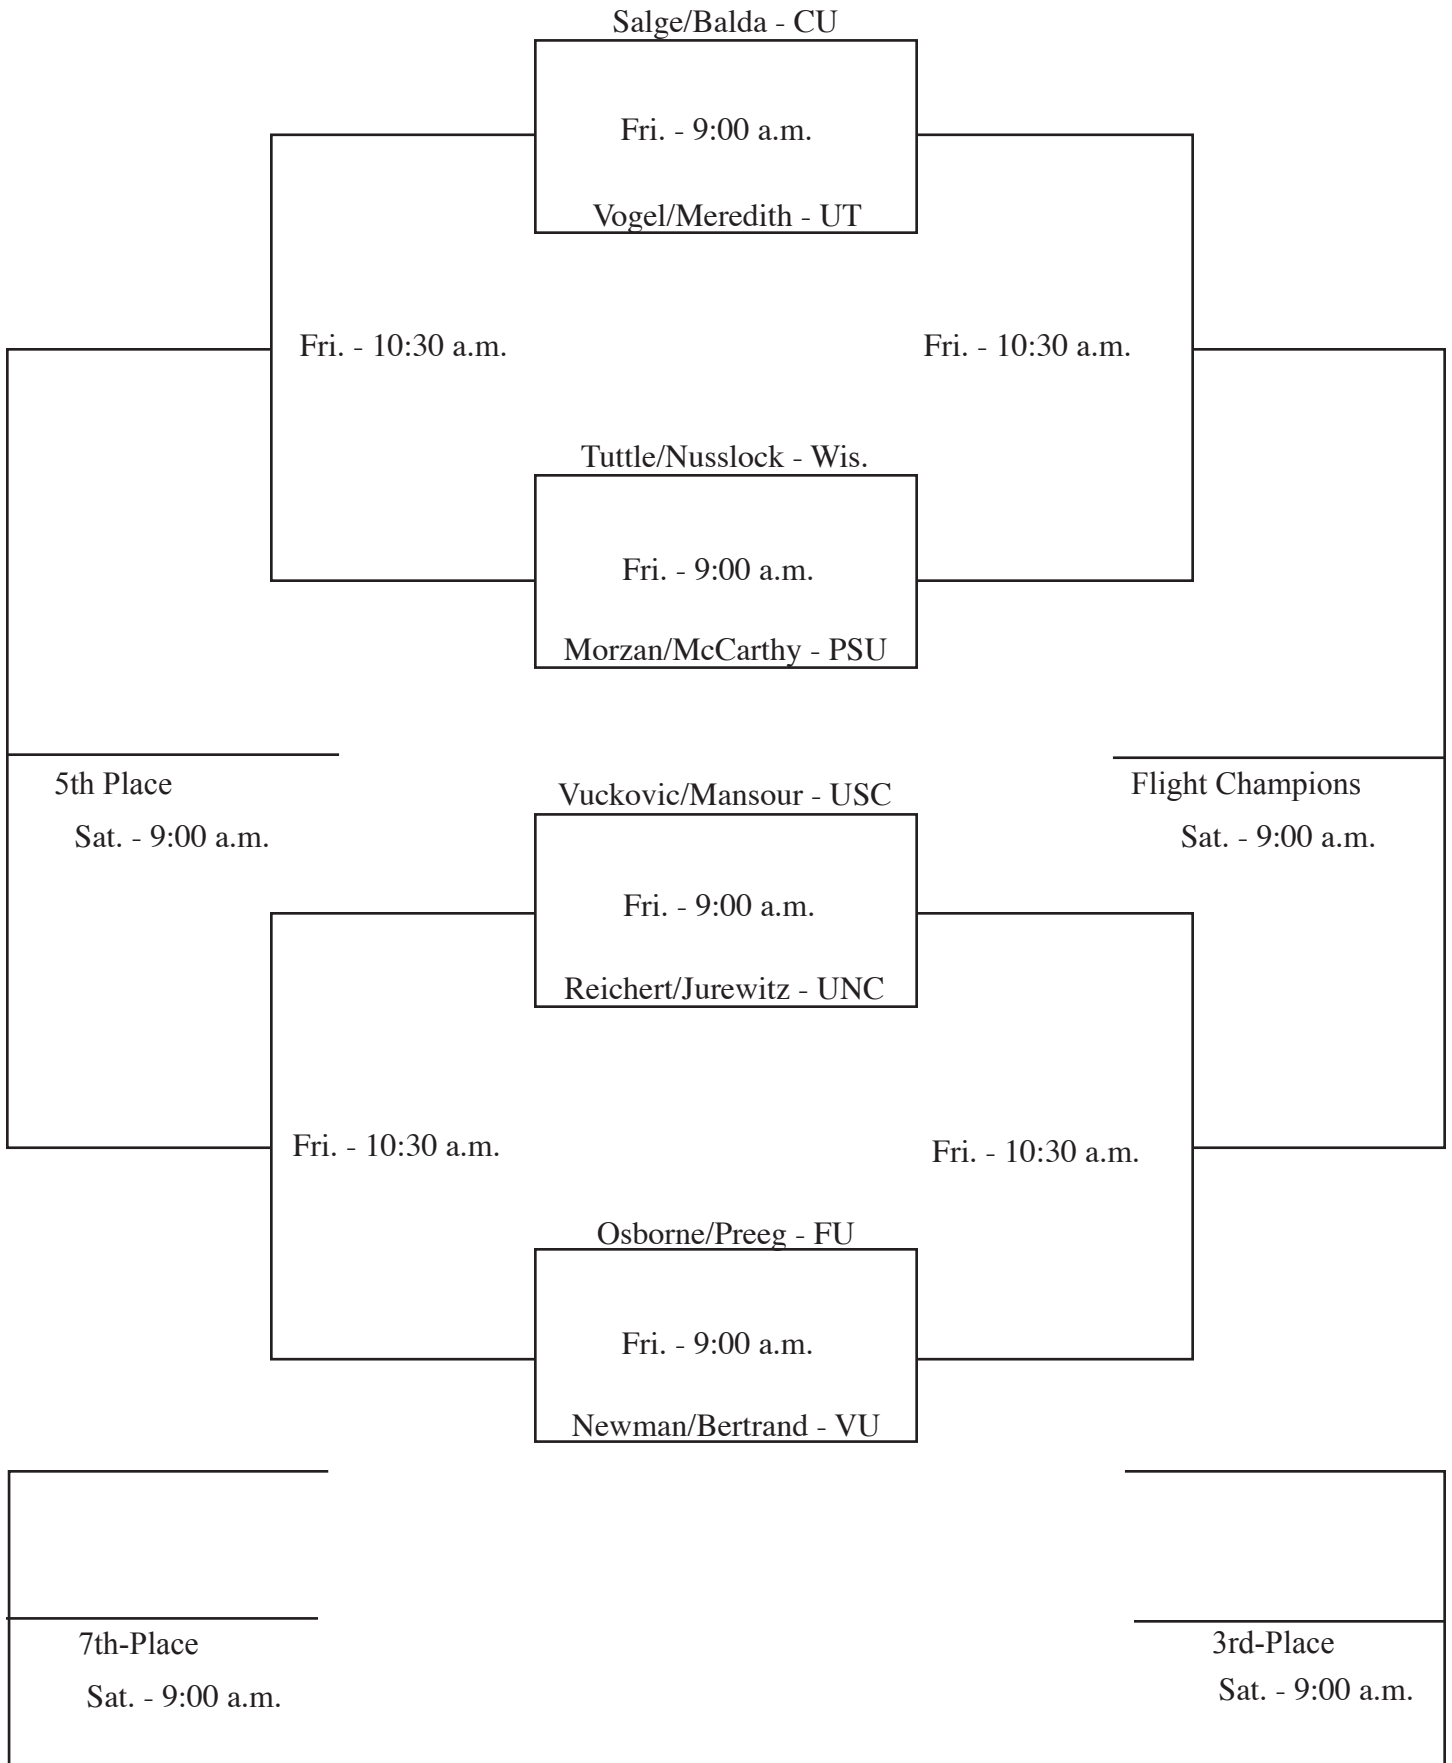 Salge/Balda - CU
Fri. - 9:00 a.m.
Vogel/Meredith - UT
Fri. - 10:30 a.m.
Fri. - 10:30 a.m.
Tuttle/Nusslock - Wis.
Fri. - 9:00 a.m.
Morzan/McCarthy - PSU
5th Place
Sat. - 9:00 a.m.
Flight Champions
Sat. - 9:00 a.m.
Vuckovic/Mansour - USC
Fri. - 9:00 a.m.
Reichert/Jurewitz - UNC
Fri. - 10:30 a.m.
Fri. - 10:30 a.m.
Osborne/Preeg - FU
Fri. - 9:00 a.m.
Newman/Bertrand - VU
7th-Place
Sat. - 9:00 a.m.
3rd-Place
Sat. - 9:00 a.m.